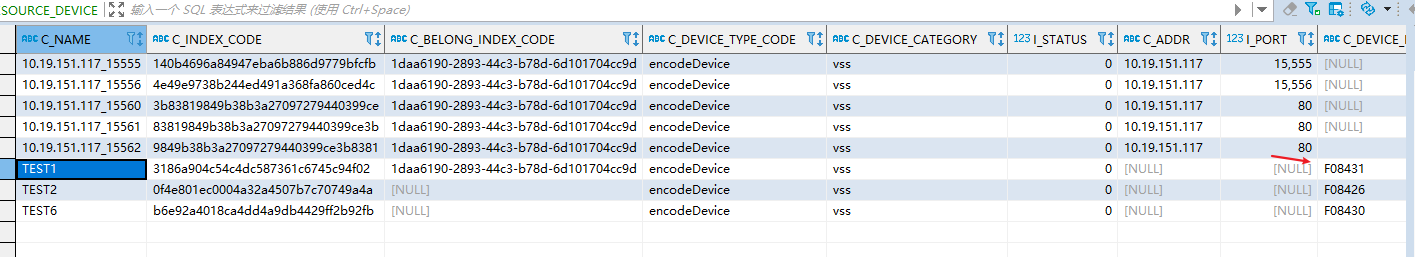 SOURCE_DEVICE 输入一个 SQL 表达式来过滤结果 (使用 Ctrl+Space)
ABC C_NAME ABC C_INDEX_CODE ABC C_BELONG_INDEX_CODE ABC C_DEVICE_TYPE_CODE ABC C_DEVICE_CATEGORY 123 I_STATUS ABC C_ADDR 123 I_PORT ABC C_DEVICE_
10.19.151.117_15555 140b4696a84947eba6b886d9779bfcfb 1daa6190-2893-44c3-b78d-6d101704cc9d encodeDevice vss 0 10.19.151.117 15,555 [NULL]
10.19.151.117_15556 4e49e9738b244ed491a368fa860ced4c 1daa6190-2893-44c3-b78d-6d101704cc9d encodeDevice vss 0 10.19.151.117 15,556 [NULL]
10.19.151.117_15560 3b83819849b38b3a27097279440399ce 1daa6190-2893-44c3-b78d-6d101704cc9d encodeDevice vss 0 10.19.151.117 80 [NULL]
10.19.151.117_15561 83819849b38b3a27097279440399ce3b 1daa6190-2893-44c3-b78d-6d101704cc9d encodeDevice vss 0 10.19.151.117 80 [NULL]
10.19.151.117_15562 9849b38b3a27097279440399ce3b8381 1daa6190-2893-44c3-b78d-6d101704cc9d encodeDevice vss 0 10.19.151.117 80
TEST1 3186a904c54c4dc587361c6745c94f02 1daa6190-2893-44c3-b78d-6d101704cc9d encodeDevice vss 0 [NULL] [NULL] F08431
TEST2 0f4e801ec0004a32a4507b7c70749a4a [NULL] encodeDevice vss 0 [NULL] [NULL] F08426
TEST6 b6e92a4018ca4dd4a9db4429ff2b92fb [NULL] encodeDevice vss 0 [NULL] [NULL] F08430